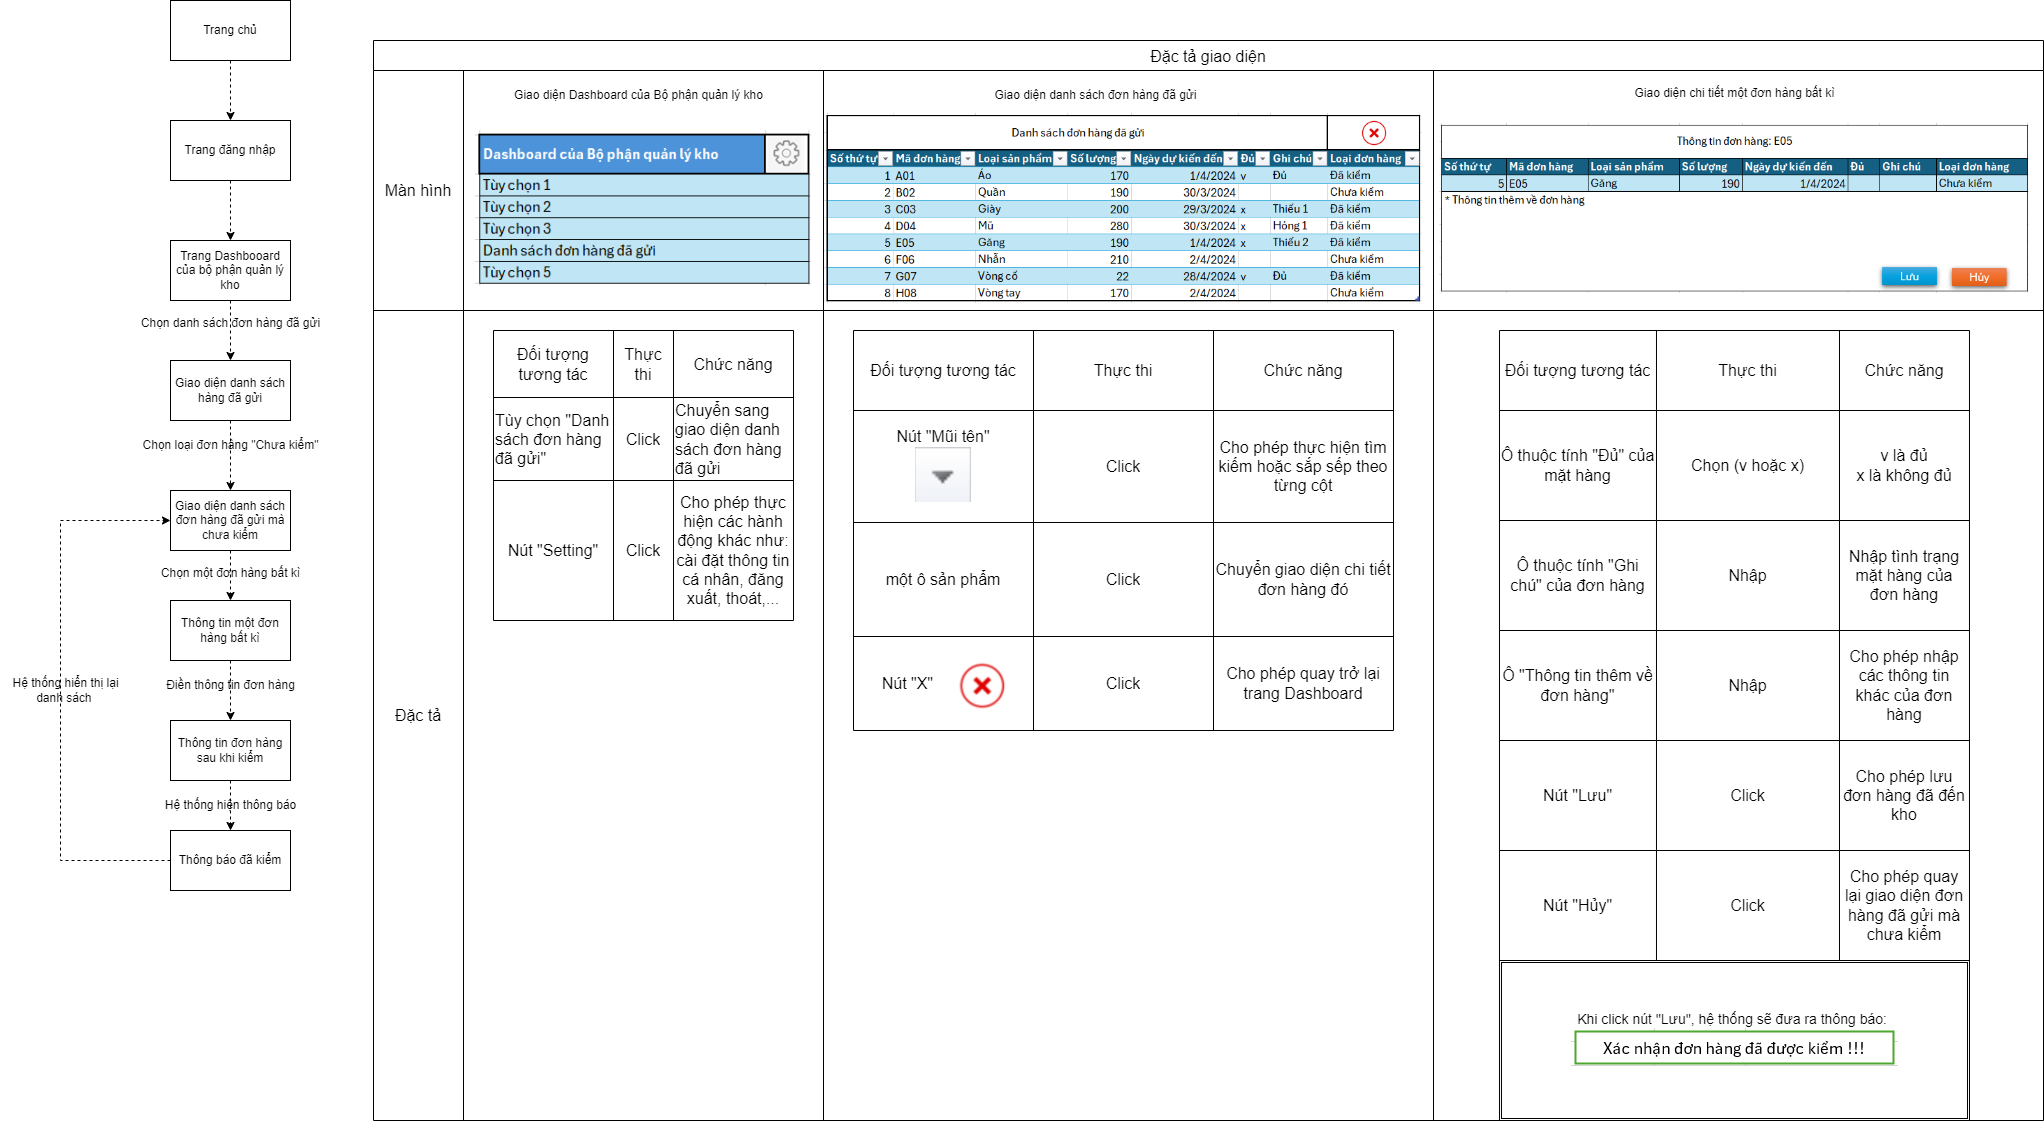 Trang chủ
Trang đăng nhập
Trang Dashbooard
của bộ phận quản lý
kho
Chọn danh sách đơn hàng đã gửi
Giao diện danh sách
hàng đã gửi
Chọn loại đơn hàng "Chưa kiểm"
Giao diện danh sách
đơn hàng đã gửi mà
chưa kiểm
Chọn một đơn hàng bất kì
Thông tin một đơn
hàng bất kì
Điền thông tin đơn hàng
Thông tin đơn hàng
sau khi kiểm
Hệ thống hiện thông báo
Thông báo đã kiểm
Hệ thống hiển thị lại
danh sách
Đặc tả giao diện
Màn hình
Giao diện Dashboard của Bộ phận quản lý kho
Dashboard của Bộ phận quản lý kho
Tùy chọn 1
Tùy chọn 2
Tùy chọn 3
Danh sách đơn hàng đã gửi
Tùy chọn 5
Giao diện danh sách đơn hàng đã gửi
Danh sách đơn hàng đã gửi
Số thứ tự Mã đơn hàng Loại sản phẩm Số lượng Ngày dự kiến đến Đủ Ghi chú Loại đơn hàng
1 A01 Áo 170 1/4/2024 v Đủ Đã kiểm
2 B02 Quần 190 30/3/2024 Chưa kiểm
3 C03 Giày 200 29/3/2024 x Thiếu 1 Đã kiểm
4 D04 Mũ 280 30/3/2024 x Hỏng 1 Đã kiểm
5 E05 Găng 190 1/4/2024 x Thiếu 2 Đã kiểm
6 F06 Nhẫn 210 2/4/2024 Chưa kiểm
7 G07 Vòng cổ 22 28/4/2024 v Đủ Đã kiểm
8 H08 Vòng tay 170 2/4/2024 Chưa kiểm
Giao diện chi tiết một đơn hàng bất kì
Thông tin đơn hàng: E05
Số thứ tự Mã đơn hàng Loại sản phẩm Số lượng Ngày dự kiến đến Đủ Ghi chú Loại đơn hàng
5 E05 Găng 190 1/4/2024 Chưa kiểm
* Thông tin thêm về đơn hàng
Lưu Hủy
Đặc tả
Đối tượng
tương tác
Thực
thi
Chức năng
Tùy chọn "Danh
sách đơn hàng
đã gửi"
Click
Chuyển sang
giao diện danh
sách đơn hàng
đã gửi
Nút "Setting"
Click
Cho phép thực
hiện các hành
động khác như:
cài đặt thông tin
cá nhân, đăng
xuất, thoát,...
Đối tượng tương tác
Thực thi
Chức năng
Nút "Mũi tên"
Click
Cho phép thực hiện tìm
kiếm hoặc sắp sếp theo
từng cột
một ô sản phẩm
Click
Chuyển giao diện chi tiết
đơn hàng đó
Nút "X"
Click
Cho phép quay trở lại
trang Dashboard
Đối tượng tương tác
Thực thi
Chức năng
Ô thuộc tính "Đủ" của
mặt hàng
Chọn (v hoặc x)
v là đủ
x là không đủ
Ô thuộc tính "Ghi
chú" của đơn hàng
Nhập
Nhập tình trạng
mặt hàng của
đơn hàng
Ô "Thông tin thêm về
đơn hàng"
Nhập
Cho phép nhập
các thông tin
khác của đơn
hàng
Nút "Lưu"
Click
Cho phép lưu
đơn hàng đã đến
kho
Nút "Hủy"
Click
Cho phép quay
lại giao diện đơn
hàng đã gửi mà
chưa kiểm
Khi click nút "Lưu", hệ thống sẽ đưa ra thông báo:
Xác nhận đơn hàng đã được kiểm !!!